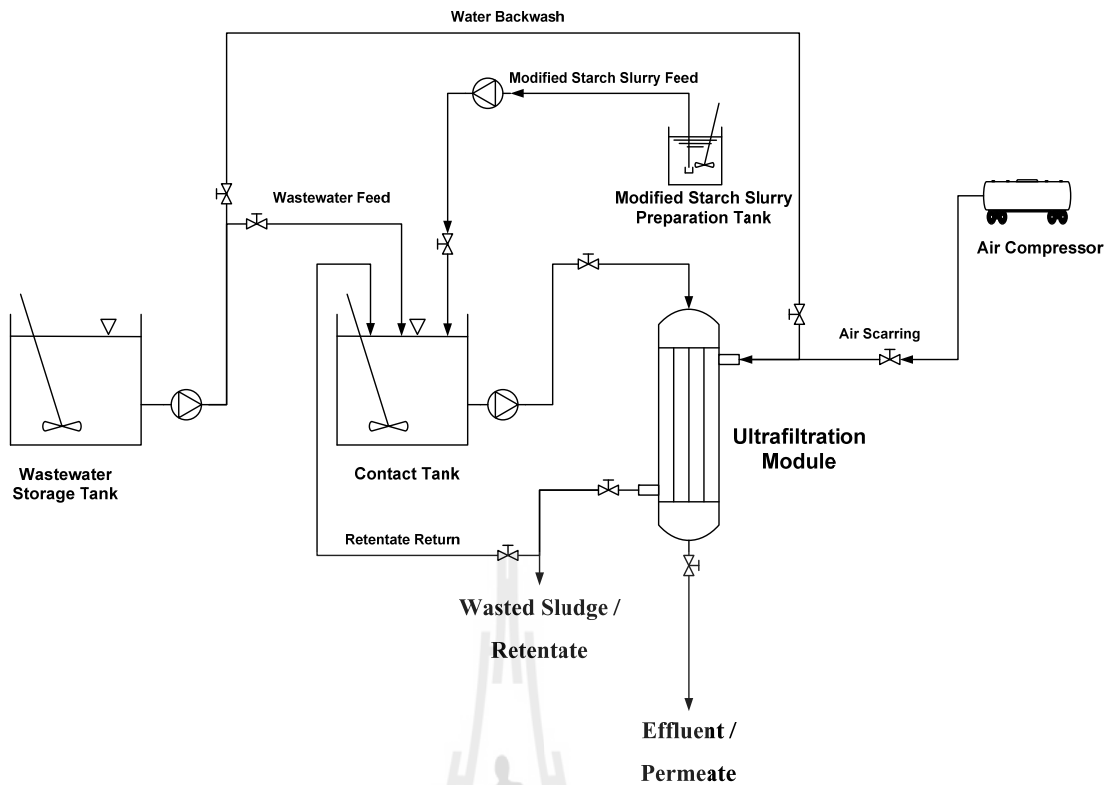 Water Backwash
Modified Starch Slurry Feed
Wastewater Feed
Modified Starch Slurry
Preparation Tank
Air Compressor
Air Scarring
Ultrafiltration
Module
Wastewater
Storage Tank
Contact Tank
Retentate Return
Wasted Sludge /
Retentate
Effluent /
Permeate